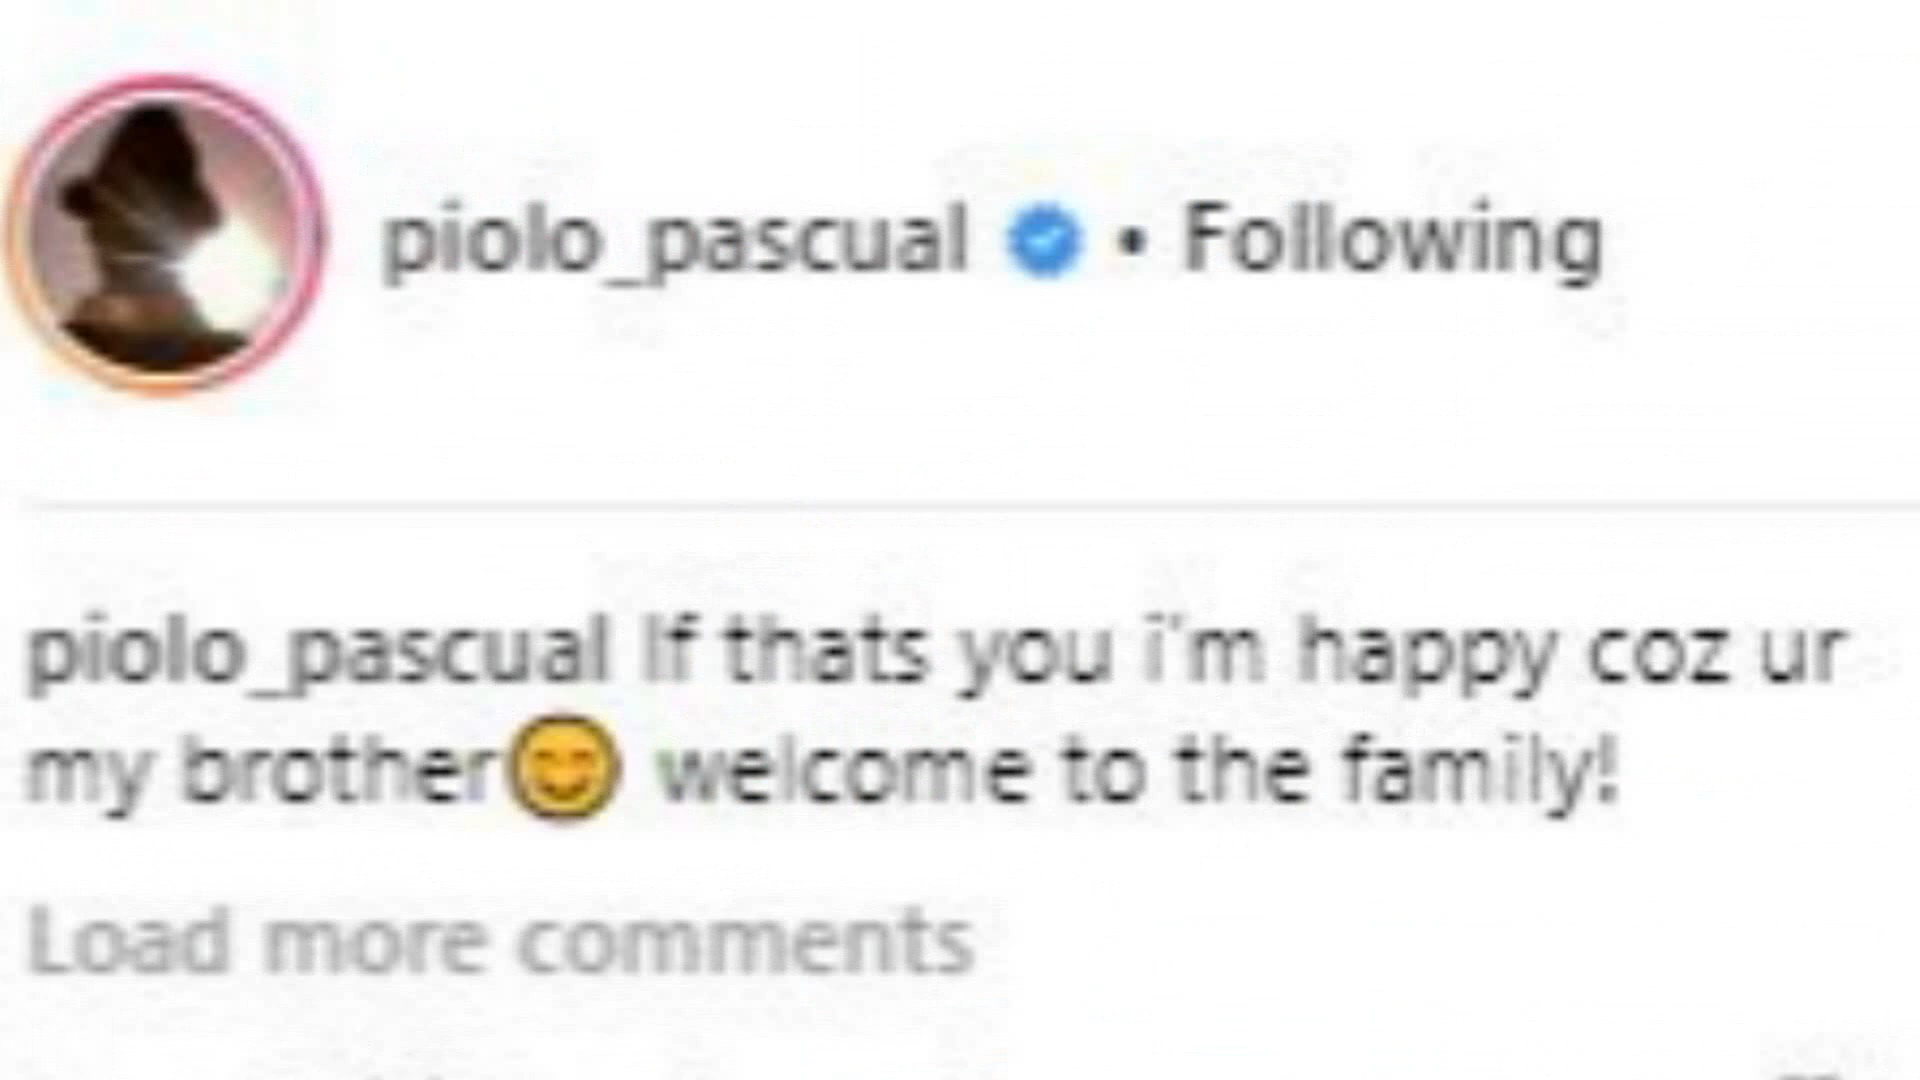 piolo_pascual • Following
piolo_pascual If thats you i'm happy coz ur
my brother😊 welcome to the family!
Load more comments